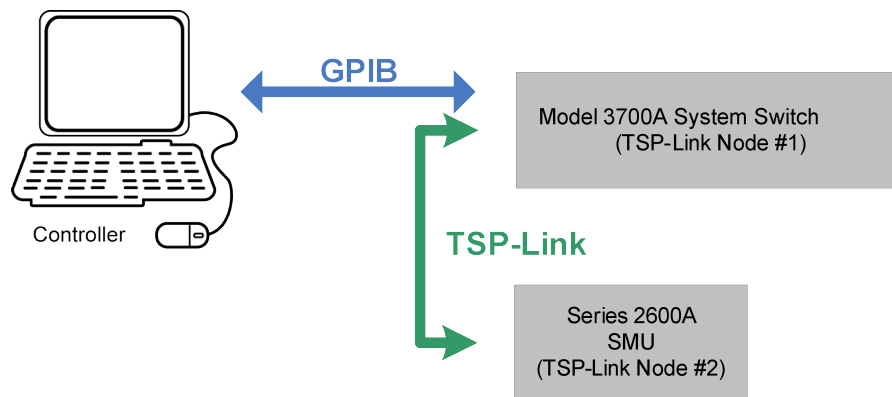 GPIB
Model 3700A System Switch
(TSP-Link Node #1)
Controller
TSP-Link
Series 2600A
SMU
(TSP-Link Node #2)